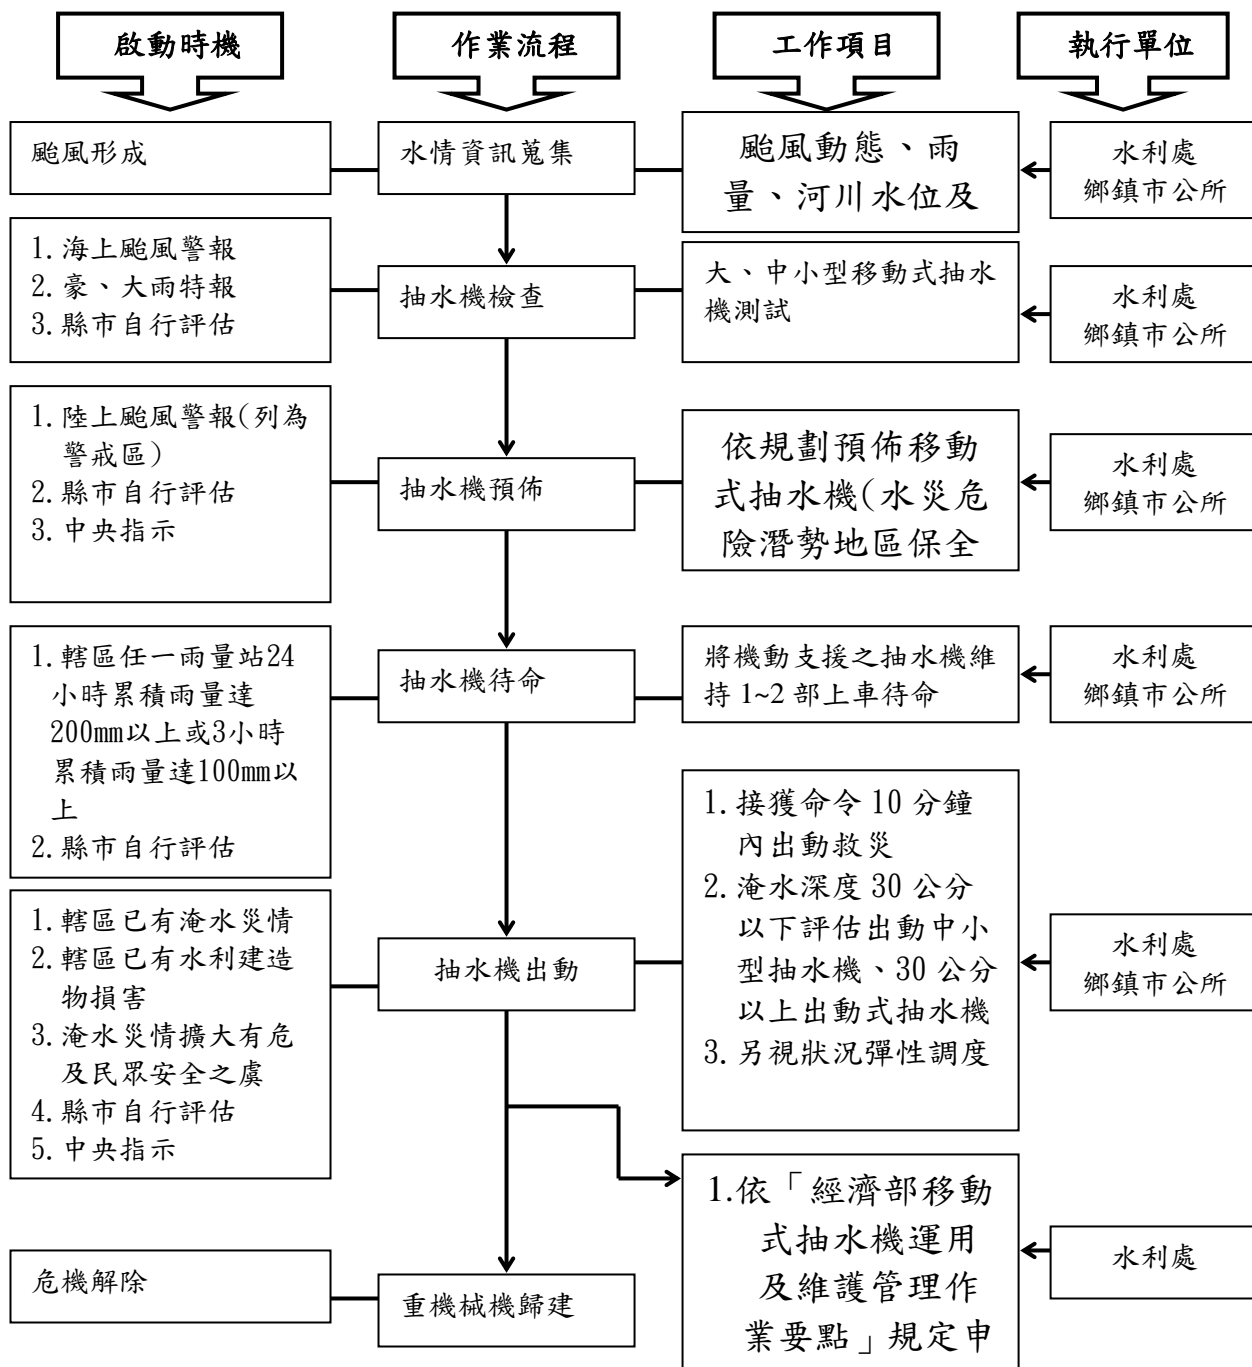 啟動時機
作業流程
工作項目
執行單位
颱風形成
水情資訊蒐集
颱風動態、雨
量、河川水位及
水利處
鄉鎮市公所
1. 海上颱風警報
2. 豪、大雨特報
3. 縣市自行評估
抽水機檢查
大、中小型移動式抽水
機測試
水利處
鄉鎮市公所
1. 陸上颱風警報(列為
警戒區)
2. 縣市自行評估
3. 中央指示
抽水機預佈
依規劃預佈移動
式抽水機(水災危
險潛勢地區保全
水利處
鄉鎮市公所
1. 轄區任一雨量站24
小時累積雨量達
200mm以上或3小時
累積雨量達100mm以
上
2. 縣市自行評估
抽水機待命
將機動支援之抽水機維
持 1~2 部上車待命
水利處
鄉鎮市公所
1. 轄區已有淹水災情
2. 轄區已有水利建造
物損害
3. 淹水災情擴大有危
及民眾安全之虞
4. 縣市自行評估
5. 中央指示
抽水機出動
1. 接獲命令 10 分鐘
內出動救災
2. 淹水深度 30 公分
以下評估出動中小
型抽水機、30 公分
以上出動式抽水機
3. 另視狀況彈性調度
水利處
鄉鎮市公所
危機解除
重機械機歸建
1.依「經濟部移動
式抽水機運用
及維護管理作
業要點」規定申
水利處